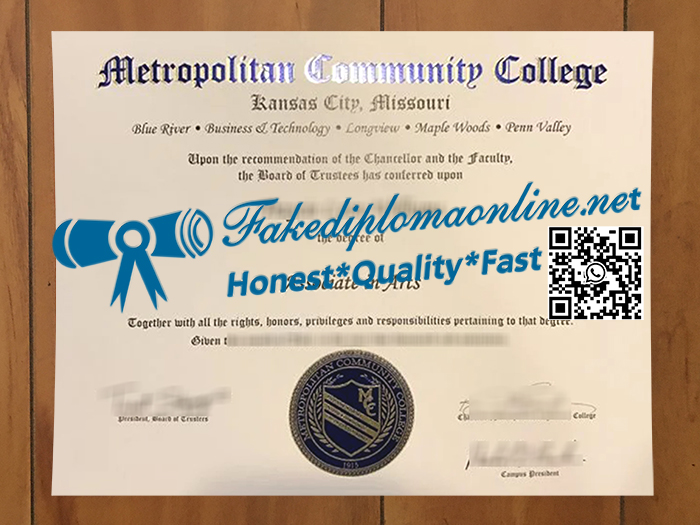 Metropolitan Community College
Kansas City, Missouri
Blue River • Business & Technology • Longview • Maple Woods • Penn Valley
Upon the recommendation of the Chancellor and the Faculty,
the Board of Trustees has conferred upon
Fakediplomaonline.net
the degree of
Honest*Quality*Fast
Associate in Arts
Together with all the rights, honors, privileges and responsibilities pertaining to that degree.
Given
President, Board of Trustees
College
Campus President
METROPOLITAN COMMUNITY COLLEGE
MCC
1915